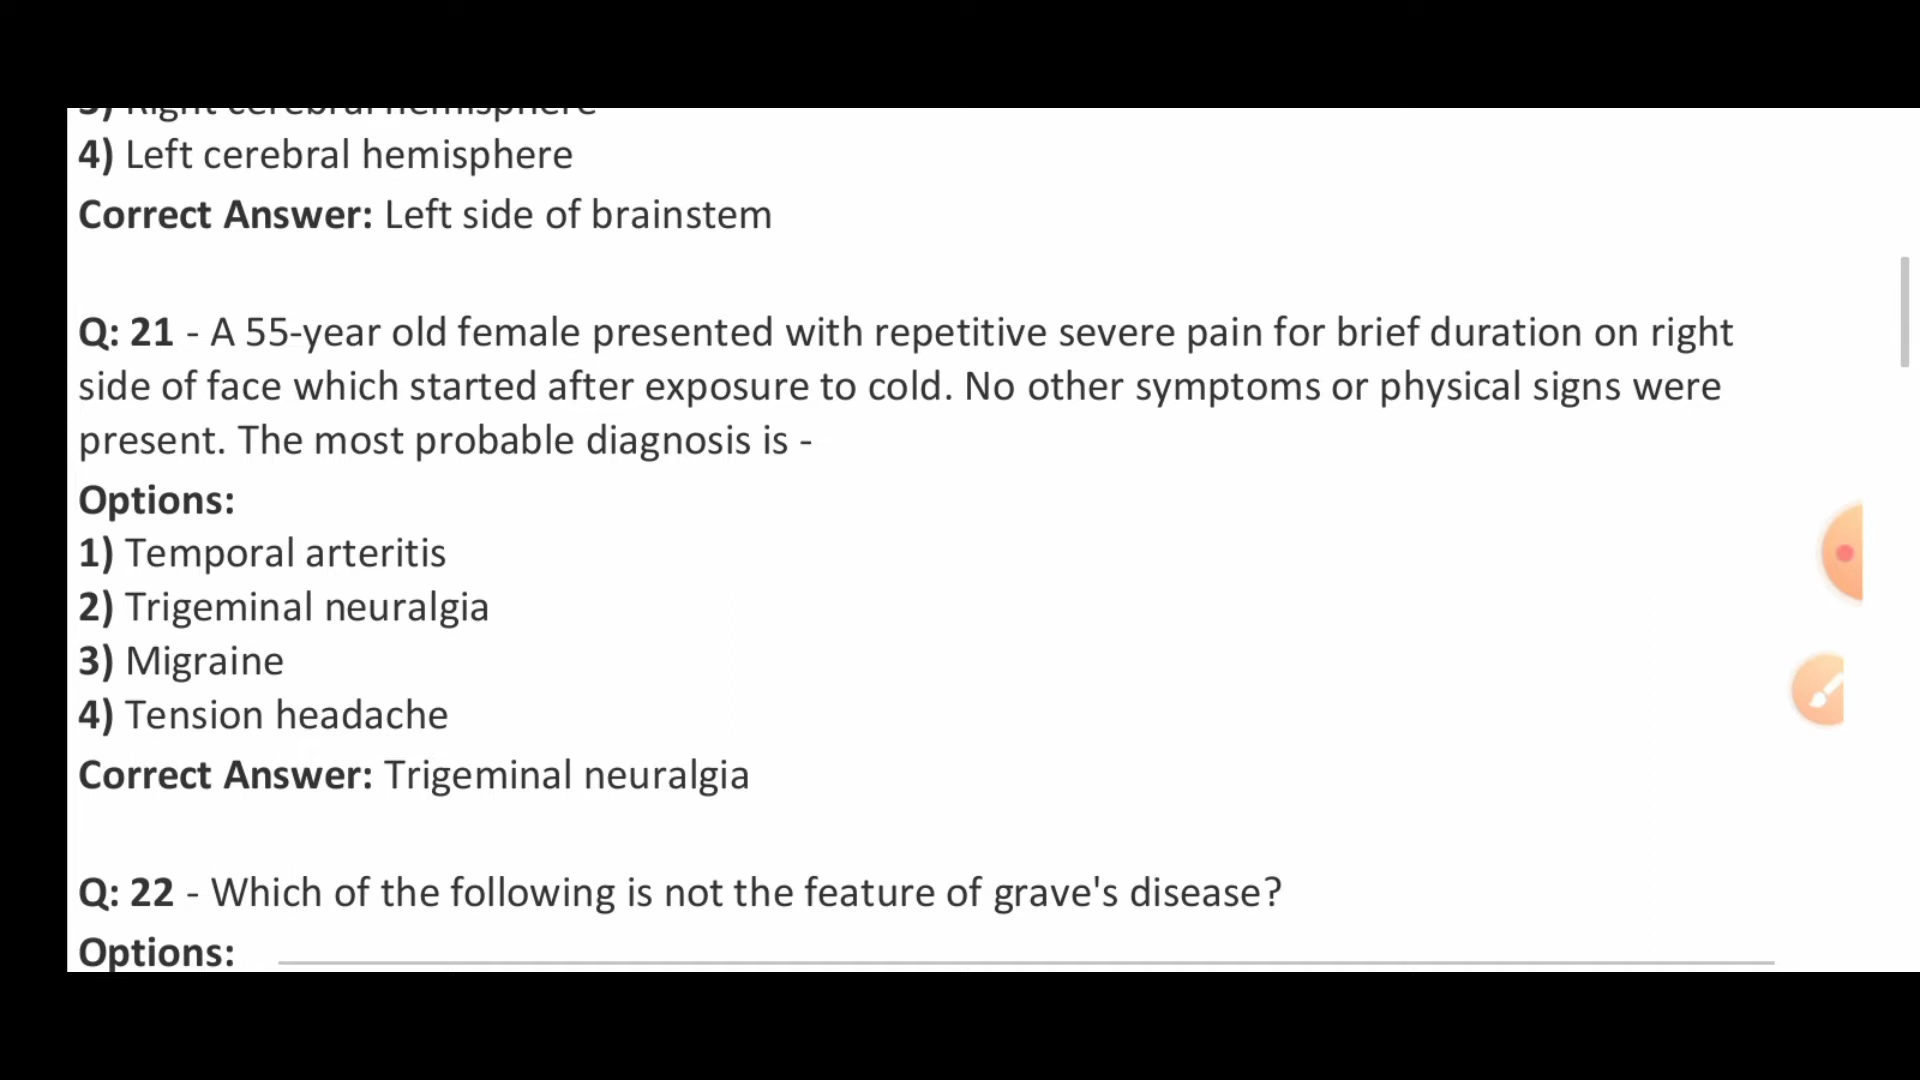 3) Right cerebral hemisphere
4) Left cerebral hemisphere
Correct Answer: Left side of brainstem
Q: 21 - A 55-year old female presented with repetitive severe pain for brief duration on right
side of face which started after exposure to cold. No other symptoms or physical signs were
present. The most probable diagnosis is -
Options:
1) Temporal arteritis
2) Trigeminal neuralgia
3) Migraine
4) Tension headache
Correct Answer: Trigeminal neuralgia
Q: 22 - Which of the following is not the feature of grave's disease?
Options: